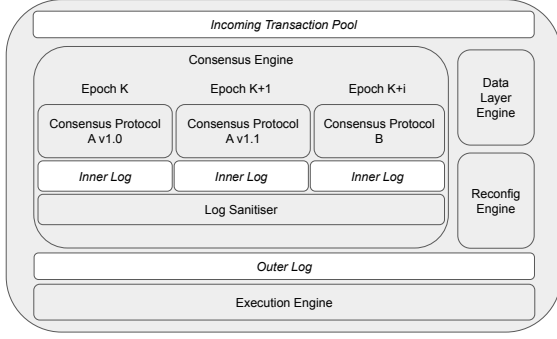 Incoming Transaction Pool
Consensus Engine
Epoch K
Epoch K+1
Epoch K+i
Consensus Protocol
A v1.0
Consensus Protocol
A v1.1
Consensus Protocol
B
Inner Log
Inner Log
Inner Log
Log Sanitiser
Data
Layer
Engine
Reconfig
Engine
Outer Log
Execution Engine